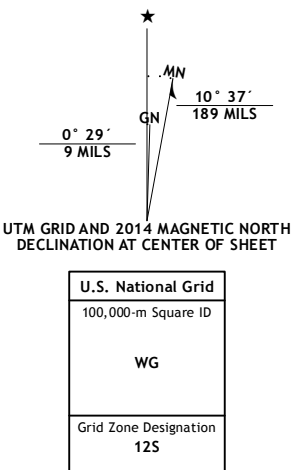 ★
MN
GN
10° 37´
189 MILS
0° 29´
9 MILS
UTM GRID AND 2014 MAGNETIC NORTH
DECLINATION AT CENTER OF SHEET
U.S. National Grid
100,000-m Square ID
WG
Grid Zone Designation
12S